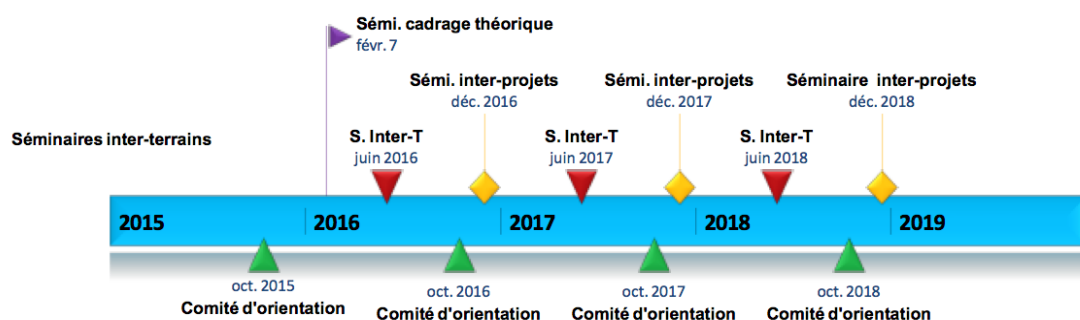 Sémi. cadrage théorique
févr. 7
Sémi. inter-projets
déc. 2016
Sémi. inter-projets
déc. 2017
Séminaire inter-projets
déc. 2018
Séminaires inter-terrains
S. Inter-T
juin 2016
S. Inter-T
juin 2017
S. Inter-T
juin 2018
2015
2016
2017
2018
2019
oct. 2015
Comité d'orientation
oct. 2016
Comité d'orientation
oct. 2017
Comité d'orientation
oct. 2018
Comité d'orientation